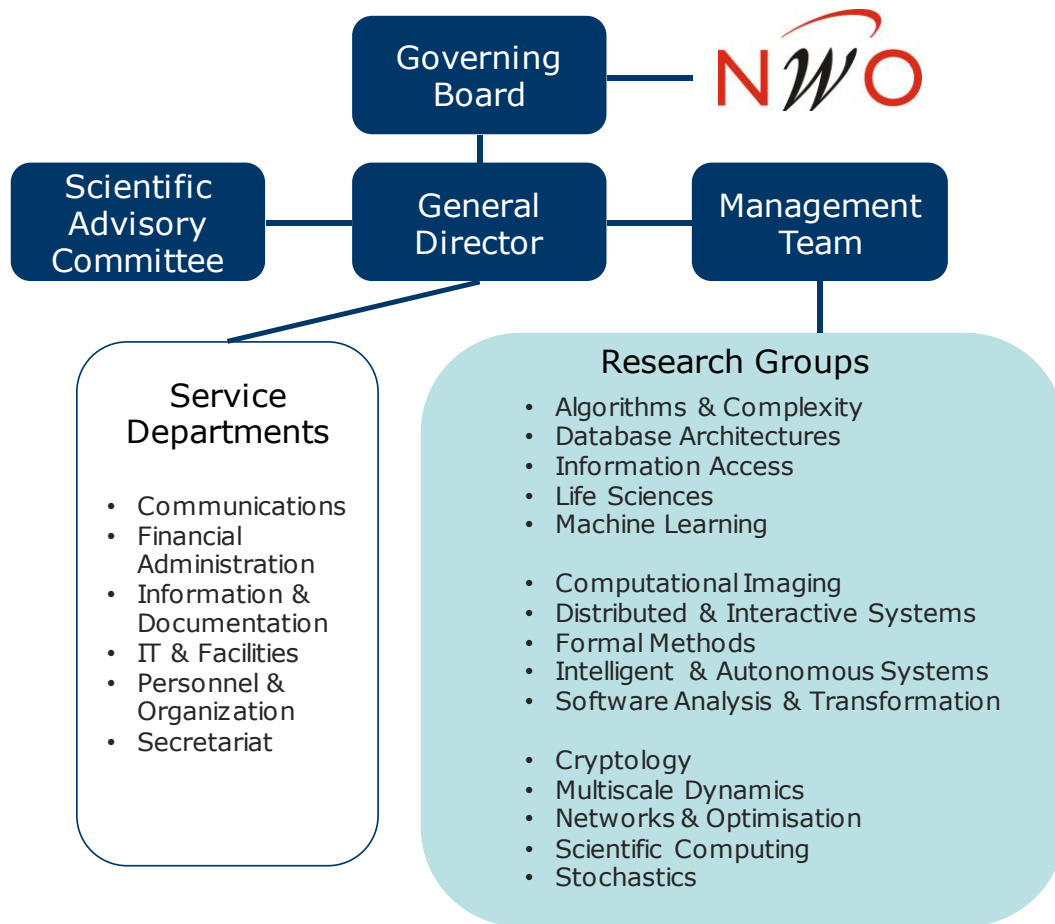 Governing
Board
NWO
Scientific
Advisory
Committee
General
Director
Management
Team
Service
Departments
• Communications
• Financial
Administration
• Information &
Documentation
• IT & Facilities
• Personnel &
Organization
• Secretariat
Research Groups
• Algorithms & Complexity
• Database Architectures
• Information Access
• Life Sciences
• Machine Learning
• Computational Imaging
• Distributed & Interactive Systems
• Formal Methods
• Intelligent & Autonomous Systems
• Software Analysis & Transformation
• Cryptology
• Multiscale Dynamics
• Networks & Optimisation
• Scientific Computing
• Stochastics